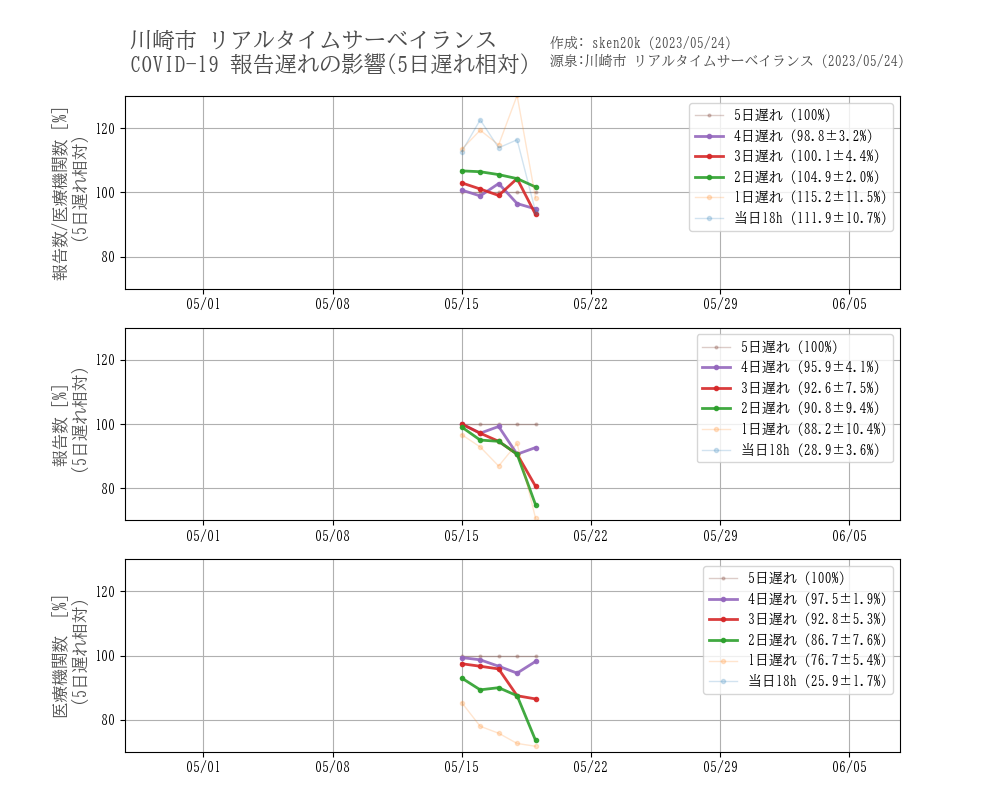 川崎市 リアルタイムサーベイランス
COVID-19 報告遅れの影響(5日遅れ相対)
作成: sken20k (2023/05/24)
源泉:川崎市 リアルタイムサーベイランス (2023/05/24)
報告数/医療機関数 [%]
(5日遅れ相対)
120
100
80
5日遅れ (100%)
4日遅れ (98.8±3.2%)
3日遅れ (100.1±4.4%)
2日遅れ (104.9±2.0%)
1日遅れ (115.2±11.5%)
当日18h (111.9±10.7%)
05/01 05/08 05/15 05/22 05/29 06/05
報告数 [%]
(5日遅れ相対)
120
100
80
5日遅れ (100%)
4日遅れ (95.9±4.1%)
3日遅れ (92.6±7.5%)
2日遅れ (90.8±9.4%)
1日遅れ (88.2±10.4%)
当日18h (28.9±3.6%)
05/01 05/08 05/15 05/22 05/29 06/05
医療機関数 [%]
(5日遅れ相対)
120
100
80
5日遅れ (100%)
4日遅れ (97.5±1.9%)
3日遅れ (92.8±5.3%)
2日遅れ (86.7±7.6%)
1日遅れ (76.7±5.4%)
当日18h (25.9±1.7%)
05/01 05/08 05/15 05/22 05/29 06/05